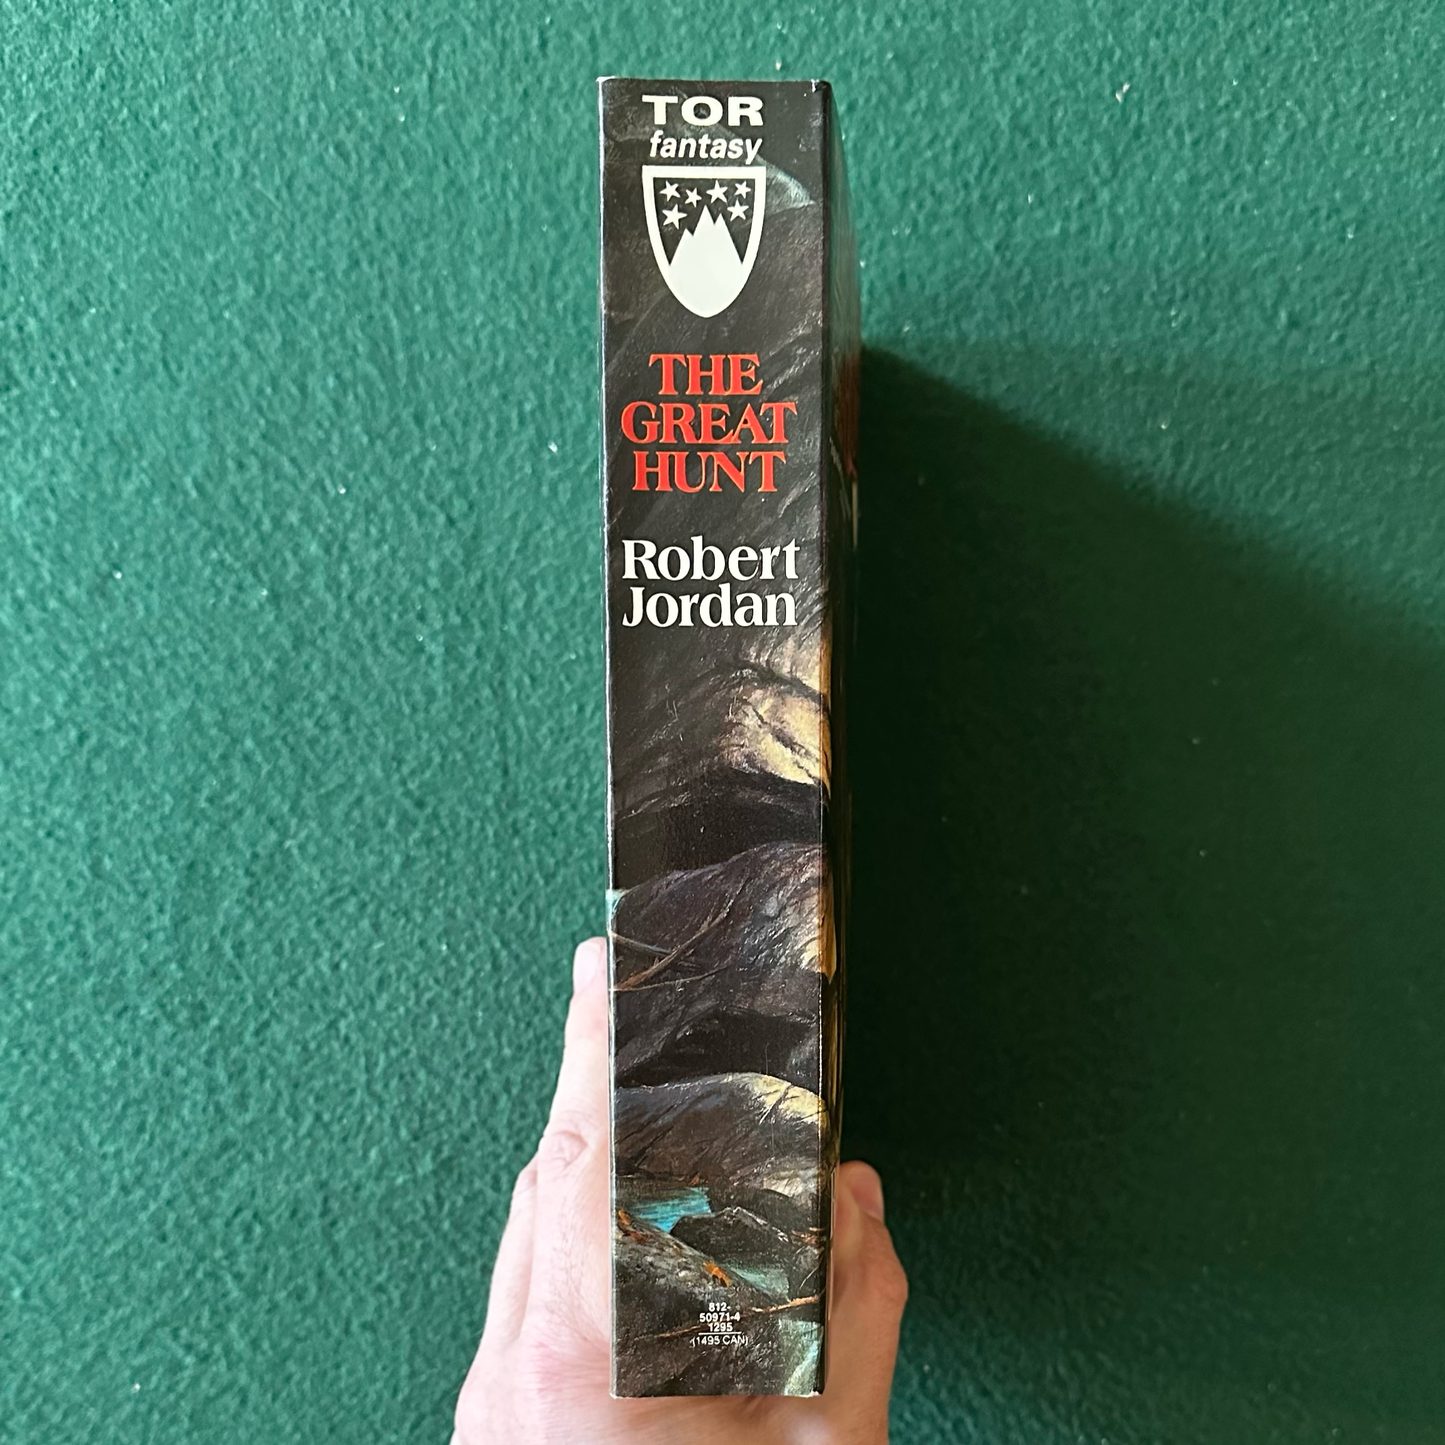 TOR
fantasy
THE
GREAT
HUNT
Robert
Jordan
812-
50971-4
1295
(1495 CAN)